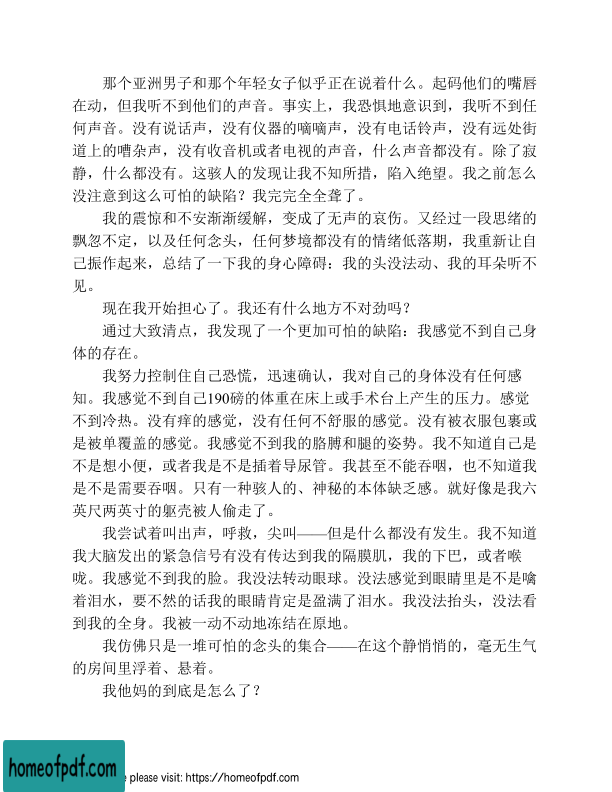 那个亚洲男子和那个年轻女子似乎正在说着什么。起码他们的嘴唇
在动，但我听不到他们的声音。事实上，我恐惧地意识到，我听不到任
何声音。没有说话声，没有仪器的嘀嘀声，没有电话铃声，没有远处街
道上的嘈杂声，没有收音机或者电视的声音，什么声音都没有。除了寂
静，什么都没有。这骇人的发现让我不知所措，陷入绝望。我之前怎么
没注意到这么可怕的缺陷？我完完全全聋了。
我的震惊和不安渐渐缓解，变成了无声的哀伤。又经过一段思绪的
飘忽不定，以及任何念头，任何梦境都没有的情绪低落期，我重新让自
己振作起来，总结了一下我的身心障碍：我的头没法动、我的耳朵听不
见。
现在我开始担心了。我还有什么地方不对劲吗？
通过大致清点，我发现了一个更加可怕的缺陷：我感觉不到自己身
体的存在。
我努力控制住自己恐慌，迅速确认，我对自己的身体没有任何感
知。我感觉不到自己190磅的体重在床上或手术台上产生的压力。感觉
不到冷热。没有痒的感觉，没有任何不舒服的感觉。没有被衣服包裹或
是被单覆盖的感觉。我感觉不到我的胳膊和腿的姿势。我不知道自己是
不是想小便，或者我是不是插着导尿管。我甚至不能吞咽，也不知道我
是不是需要吞咽。只有一种骇人的、神秘的本体缺乏感。就好像是我六
英尺两英寸的躯壳被人偷走了。
我尝试着叫出声，呼救，尖叫——但是什么都没有发生。我不知道
我大脑发出的紧急信号有没有传达到我的隔膜肌，我的下巴，或者喉
咙。我感觉不到我的脸。我没法转动眼球。没法感觉到眼睛里是不是噙
着泪水，要不然的话我的眼睛肯定是盈满了泪水。我没法抬头，没法看
到我的全身。我被一动不动地冻结在原地。
我仿佛只是一堆可怕的念头的集合——在这个静悄悄的，毫无生气
的房间里浮着、悬着。
我他妈的到底是怎么了？
homeofpdf.com
e please visit: https://homeofpdf.com